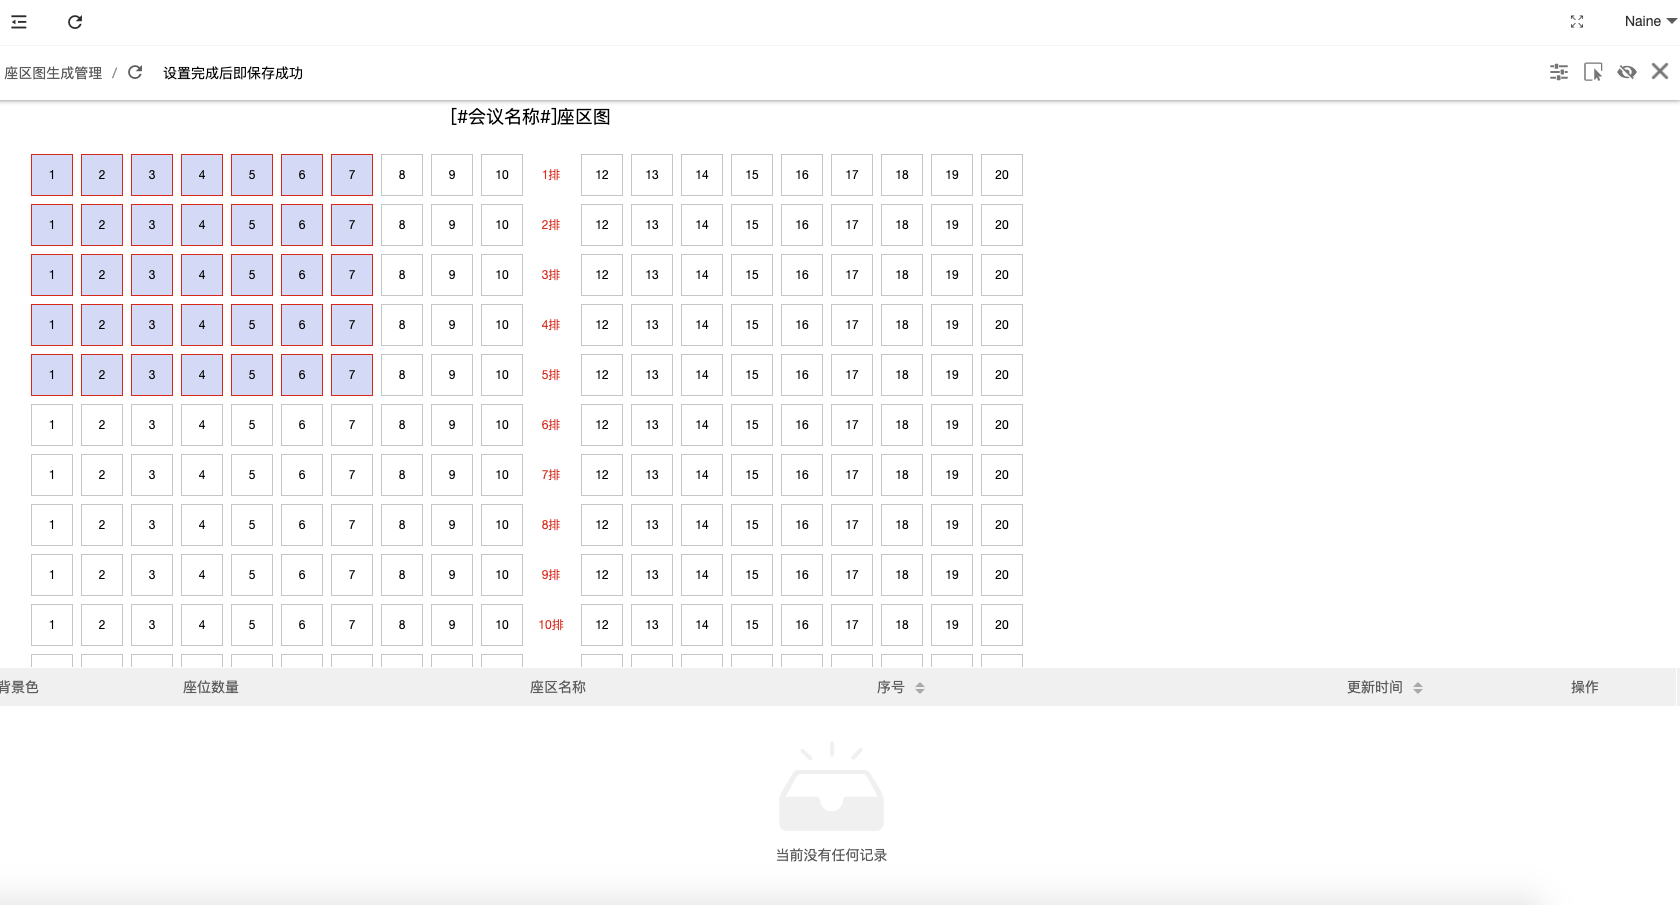 Naine
座区图生成管理 / 设置完成后即保存成功
[#会议名称#]座区图
1 2 3 4 5 6 7 8 9 10 1排 12 13 14 15 16 17 18 19 20
1 2 3 4 5 6 7 8 9 10 2排 12 13 14 15 16 17 18 19 20
1 2 3 4 5 6 7 8 9 10 3排 12 13 14 15 16 17 18 19 20
1 2 3 4 5 6 7 8 9 10 4排 12 13 14 15 16 17 18 19 20
1 2 3 4 5 6 7 8 9 10 5排 12 13 14 15 16 17 18 19 20
1 2 3 4 5 6 7 8 9 10 6排 12 13 14 15 16 17 18 19 20
1 2 3 4 5 6 7 8 9 10 7排 12 13 14 15 16 17 18 19 20
1 2 3 4 5 6 7 8 9 10 8排 12 13 14 15 16 17 18 19 20
1 2 3 4 5 6 7 8 9 10 9排 12 13 14 15 16 17 18 19 20
1 2 3 4 5 6 7 8 9 10 10排 12 13 14 15 16 17 18 19 20
背景色 座位数量 座区名称 序号 更新时间 操作
当前没有任何记录